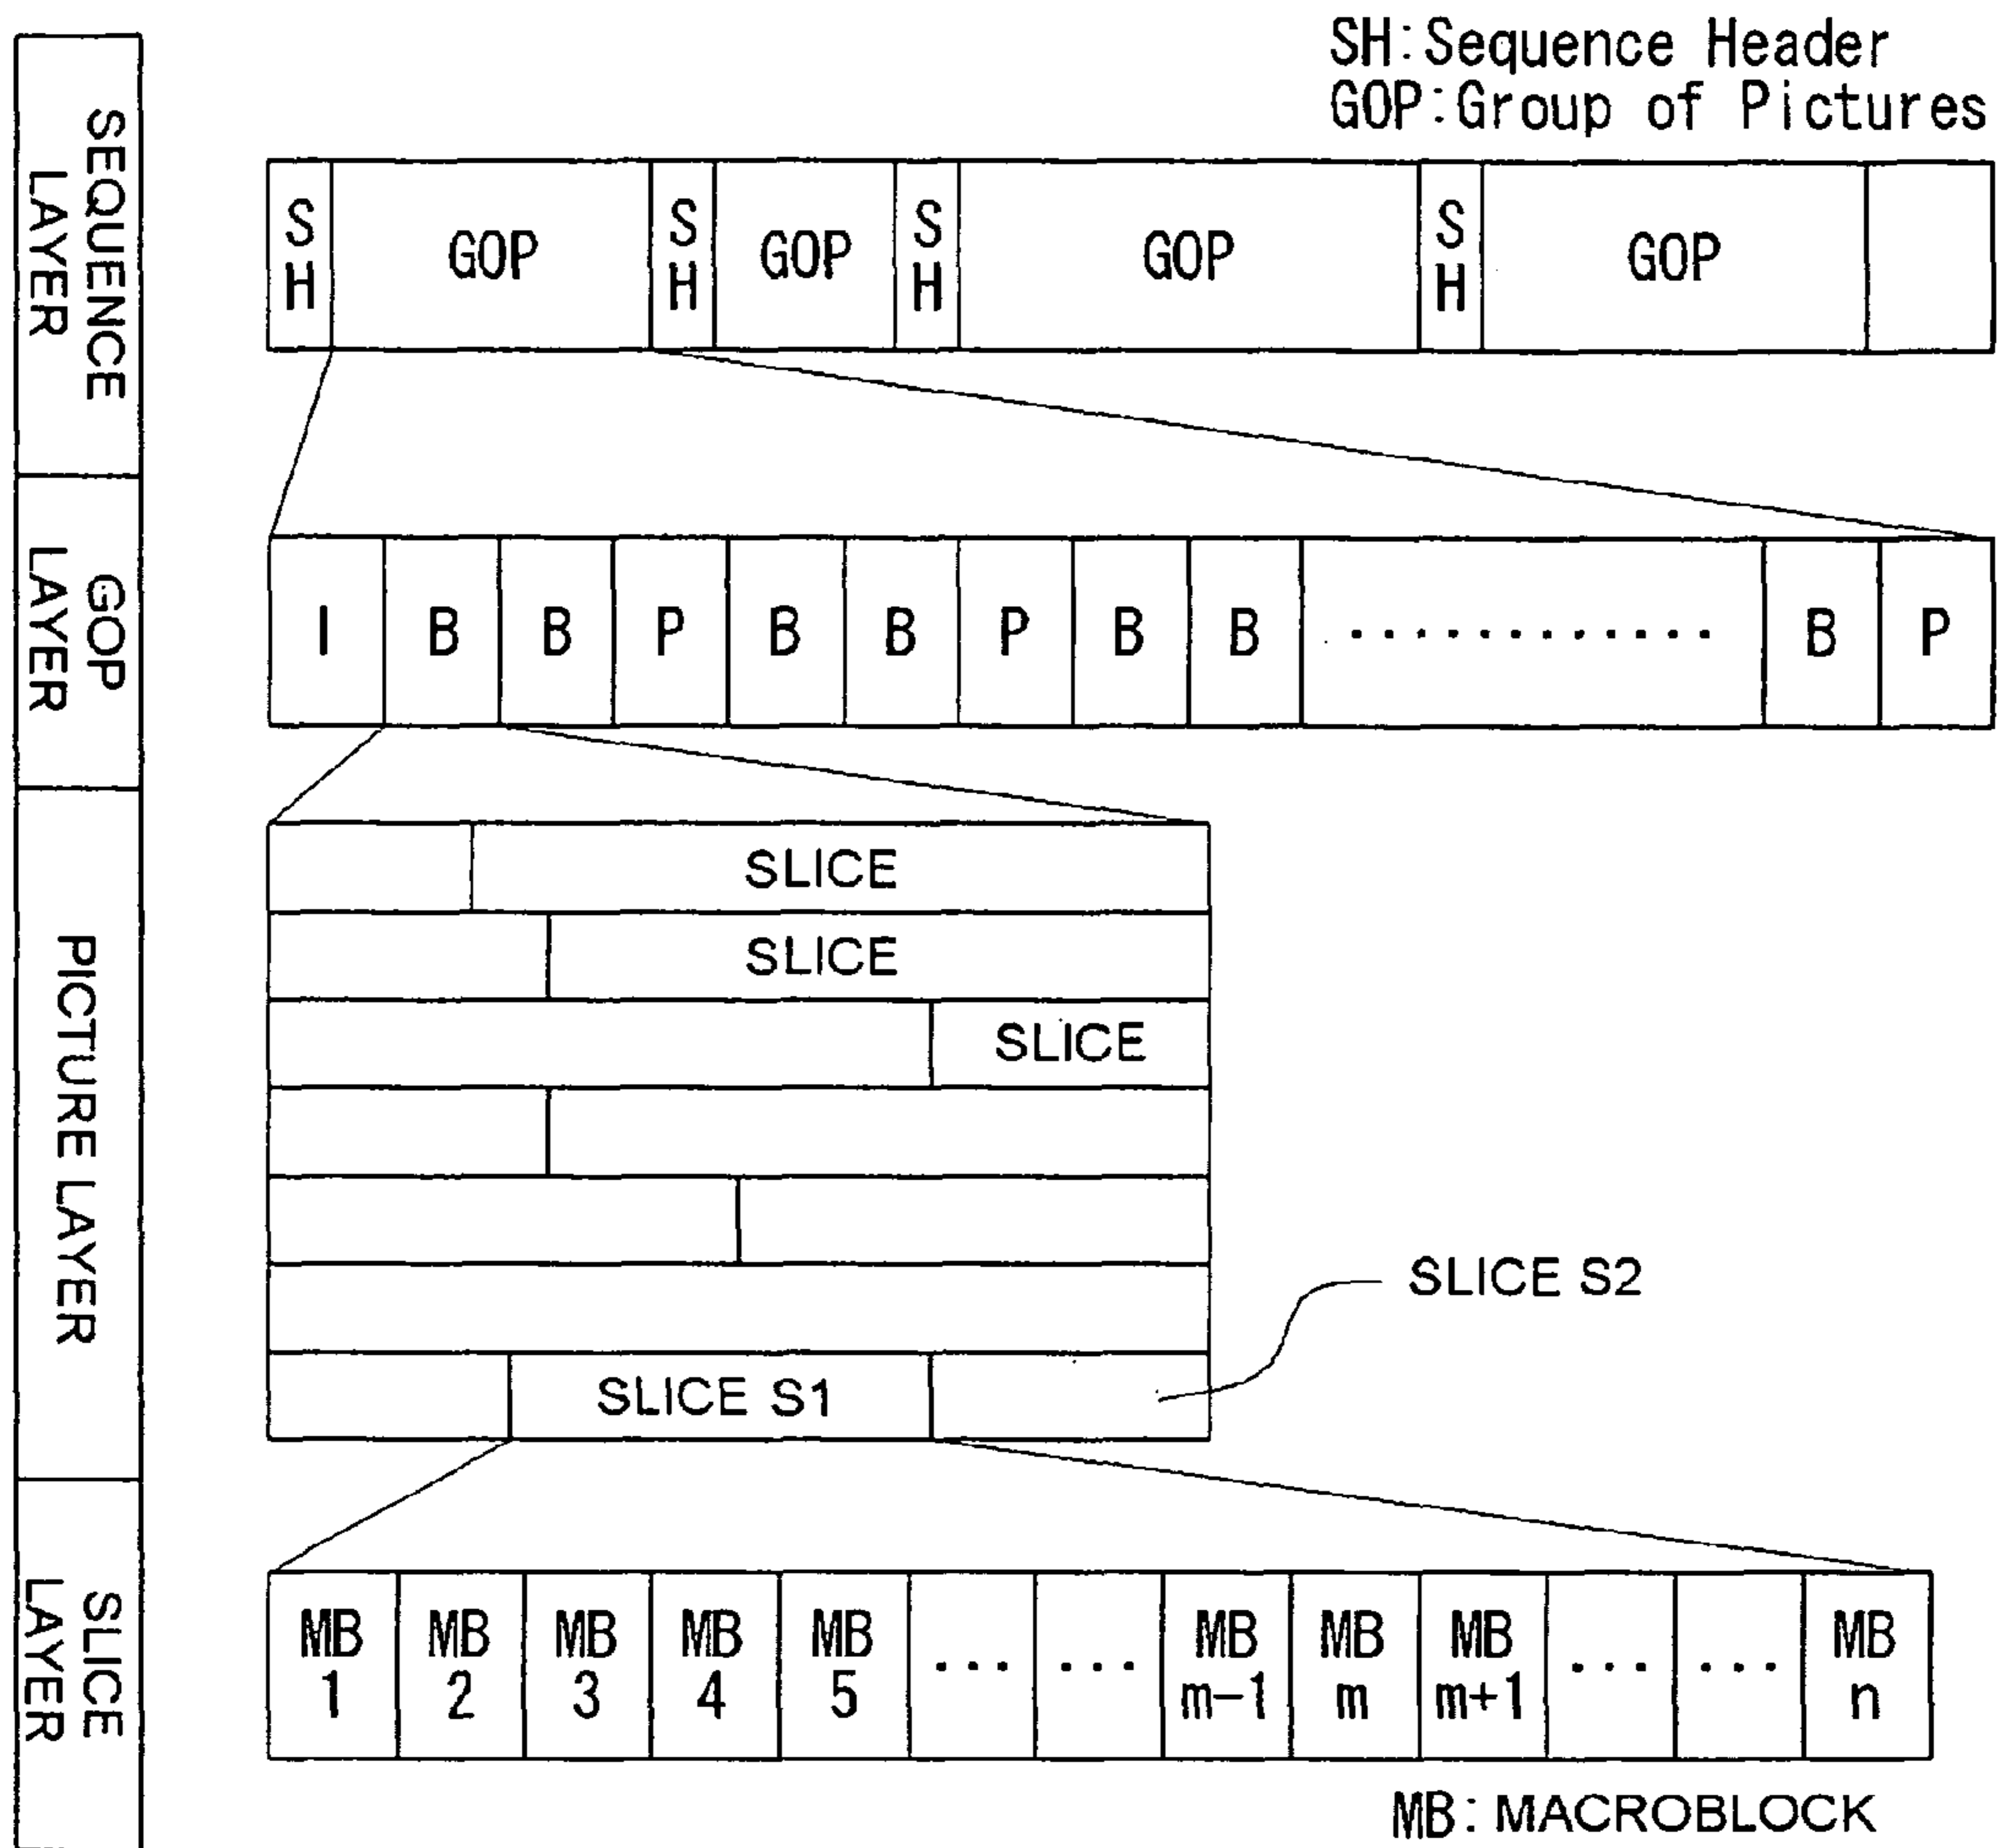 SH:Sequence Header
GOP:Group of Pictures
SEQUENCE
LAYER
S
H
GOP
S
H
GOP
S
H
GOP
S
H
GOP
GOP
LAYER
I B B P B B P B B ............ B P
PICTURE LAYER
SLICE
SLICE
SLICE
SLICE S2
SLICE S1
SLICE
LAYER
MB
1
MB
2
MB
3
MB
4
MB
5
...
...
MB
m-1
MB
m
MB
m+1
...
...
MB
n
MB: MACROBLOCK